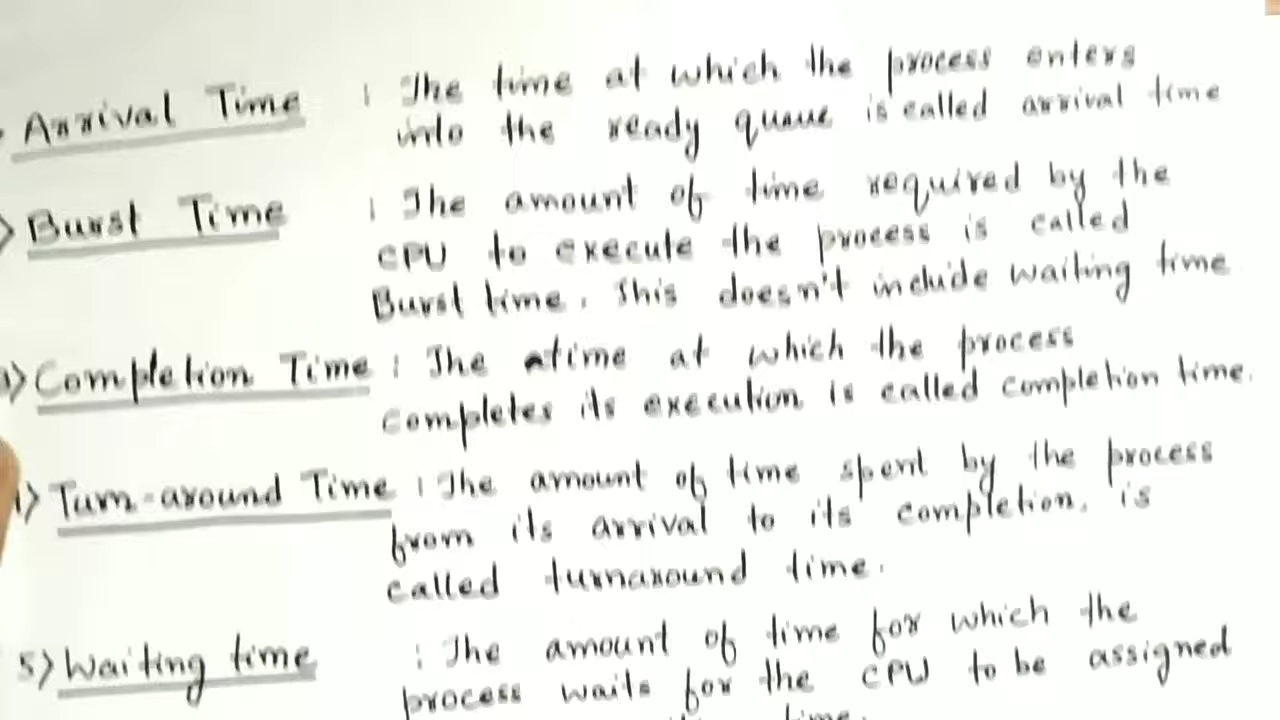 Arrival Time : The time at which the process enters
into the ready queue is called arrival time
Burst Time : The amount of time required by the
CPU to execute the process is called
Burst time. This doesn't include waiting time
) Completion Time : The time at which the process
completes its execution is called completion time.
) Turn-around Time : The amount of time spent by the process
from its arrival to its completion, is
called turnaround time.
5) Waiting time : The amount of time for which the
process waits for the CPU to be assigned
time.